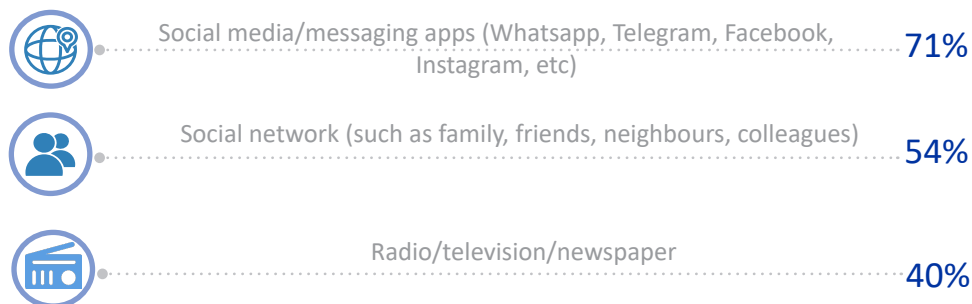 Social media/messaging apps (Whatsapp, Telegram, Facebook,
Instagram, etc)
71%
Social network (such as family, friends, neighbours, colleagues)
54%
Radio/television/newspaper
40%